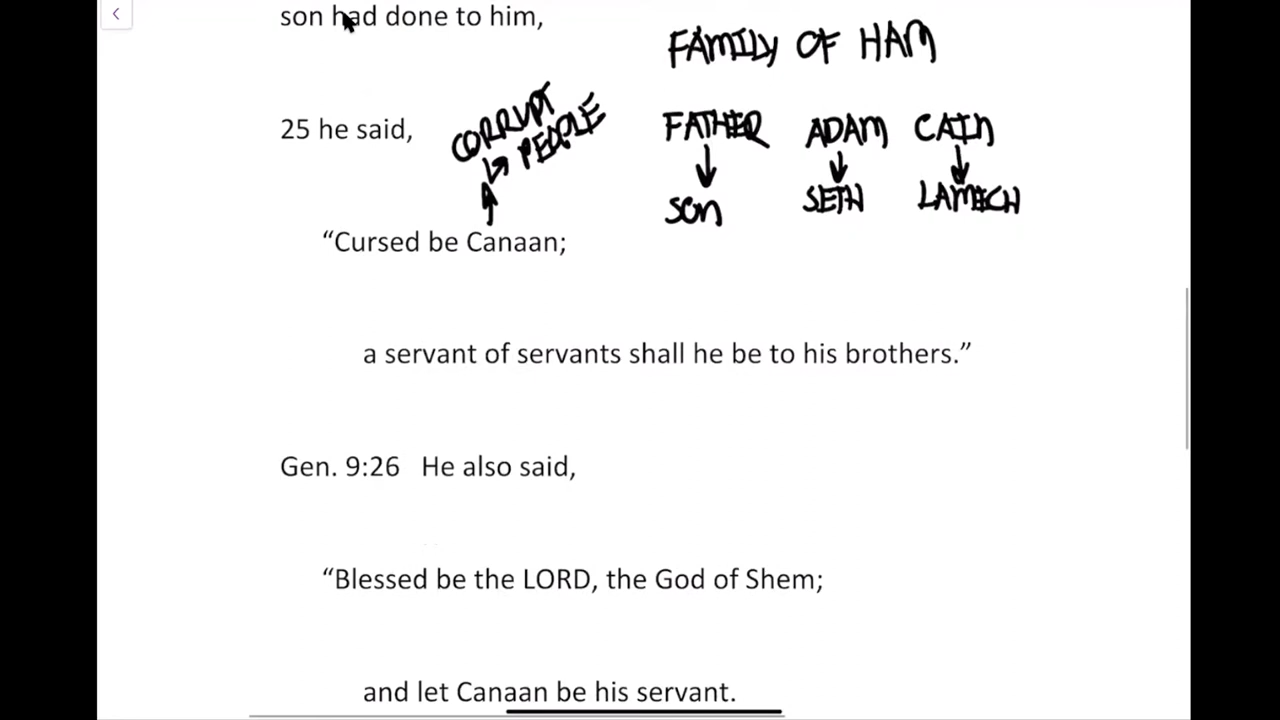 son had done to him,
FAMILY OF HAM
25 he said,
CORRUPT
PEOPLE
FATHER ADAM CAIN
SON SETH LAMECH
“Cursed be Canaan;
a servant of servants shall he be to his brothers.”
Gen. 9:26 He also said,
“Blessed be the LORD, the God of Shem;
and let Canaan be his servant.